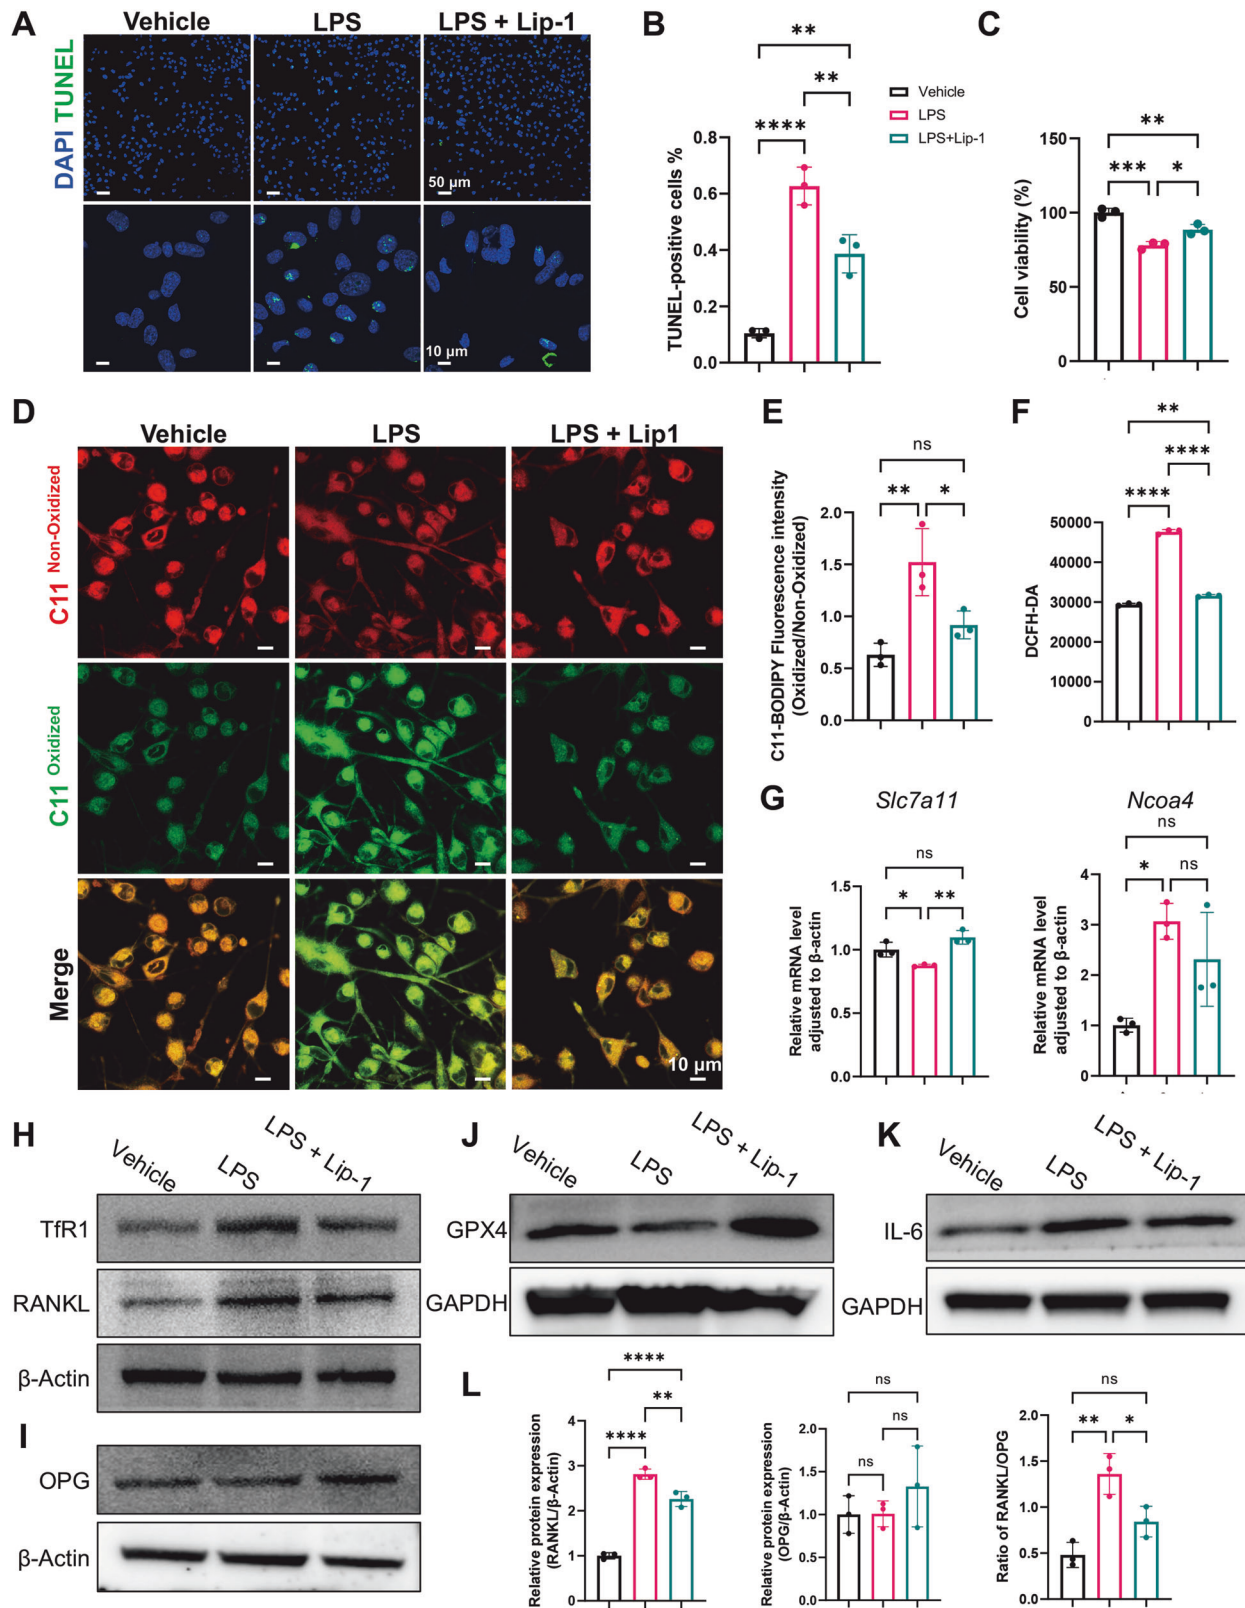 A
Vehicle
LPS
LPS + Lip-1
DAPI TUNEL
50 µm
10 µm
B
**
**
****
TUNEL-positive cells %
0.8
0.6
0.4
0.2
0.0
Vehicle
LPS
LPS+Lip-1
C
**
***
*
Cell viability (%)
150
100
50
0
D
Vehicle
LPS
LPS + Lip1
C11 Non-Oxidized
C11 Oxidized
Merge
10 µm
E
ns
**
*
C11-BODIPY Fluorescence intensity
(Oxidized/Non-Oxidized)
2.0
1.5
1.0
0.5
0.0
F
**
****
****
DCFH-DA
50000
40000
30000
20000
10000
0
G
Slc7a11
ns
*
**
Relative mRNA level
adjusted to β-actin
1.5
1.0
0.5
0.0
Ncoa4
ns
*
ns
Relative mRNA level
adjusted to β-actin
4
3
2
1
0
H
Vehicle
LPS
LPS + Lip-1
TfR1
RANKL
β-Actin
I
OPG
β-Actin
J
Vehicle
LPS
LPS + Lip-1
GPX4
GAPDH
K
Vehicle
LPS
LPS + Lip-1
IL-6
GAPDH
L
****
**
****
Relative protein expression
(RANKL/β-Actin)
4
3
2
1
0
ns
ns
ns
Relative protein expression
(OPG/β-Actin)
2.0
1.5
1.0
0.5
0.0
ns
**
*
Ratio of RANKL/OPG
2.0
1.5
1.0
0.5
0.0